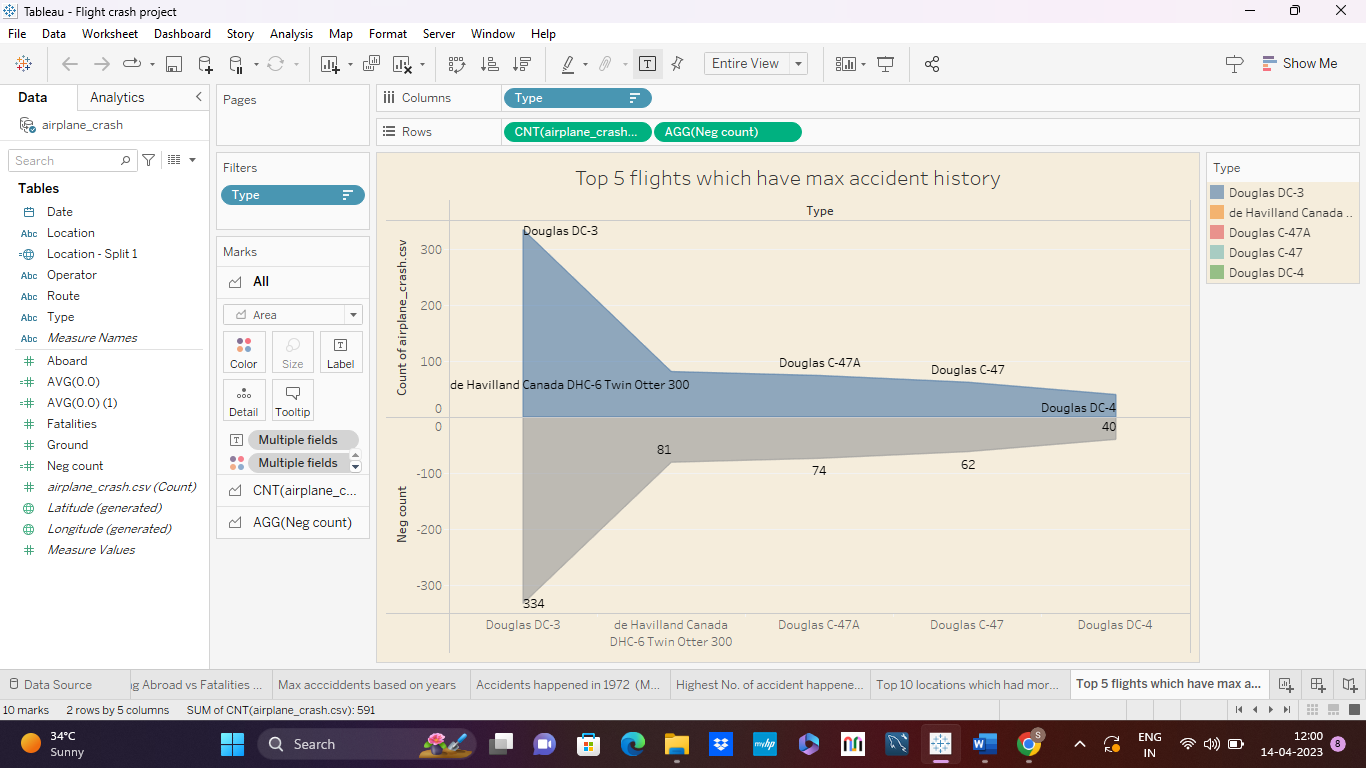 Tableau - Flight crash project
File Data Worksheet Dashboard Story Analysis Map Format Server Window Help
Entire View
Show Me
Data Analytics
airplane_crash
Search
Tables
Date
Abc Location
Location - Split 1
Abc Operator
Abc Route
Abc Type
Abc Measure Names
Aboard
AVG(0.0)
AVG(0.0) (1)
Fatalities
Ground
Neg count
airplane_crash.csv (Count)
Latitude (generated)
Longitude (generated)
Measure Values
Pages
Filters
Type
Marks
All
Area
Color Size Label
Detail Tooltip
Multiple fields
Multiple fields
CNT(airplane_c...
AGG(Neg count)
Columns Type
Rows CNT(airplane_crash... AGG(Neg count)
Top 5 flights which have max accident history
Type
Count of airplane_crash.csv
300
200
100
0
Douglas DC-3
de Havilland Canada DHC-6 Twin Otter 300
Douglas C-47A
Douglas C-47
Douglas DC-4
Neg count
0
-100
-200
-300
334
81
74
62
40
Douglas DC-3
de Havilland Canada
DHC-6 Twin Otter 300
Douglas C-47A
Douglas C-47
Douglas DC-4
Type
Douglas DC-3
de Havilland Canada ..
Douglas C-47A
Douglas C-47
Douglas DC-4
Data Source
g Abroad vs Fatalities ...
Max accciddents based on years
Accidents happened in 1972 (M...
Highest No. of accident happene...
Top 10 locations which had mor...
Top 5 flights which have max a...
10 marks 2 rows by 5 columns SUM of CNT(airplane_crash.csv): 591
34°C
Sunny
Search
myhp
W
S
ENG
IN
12:00
14-04-2023
8